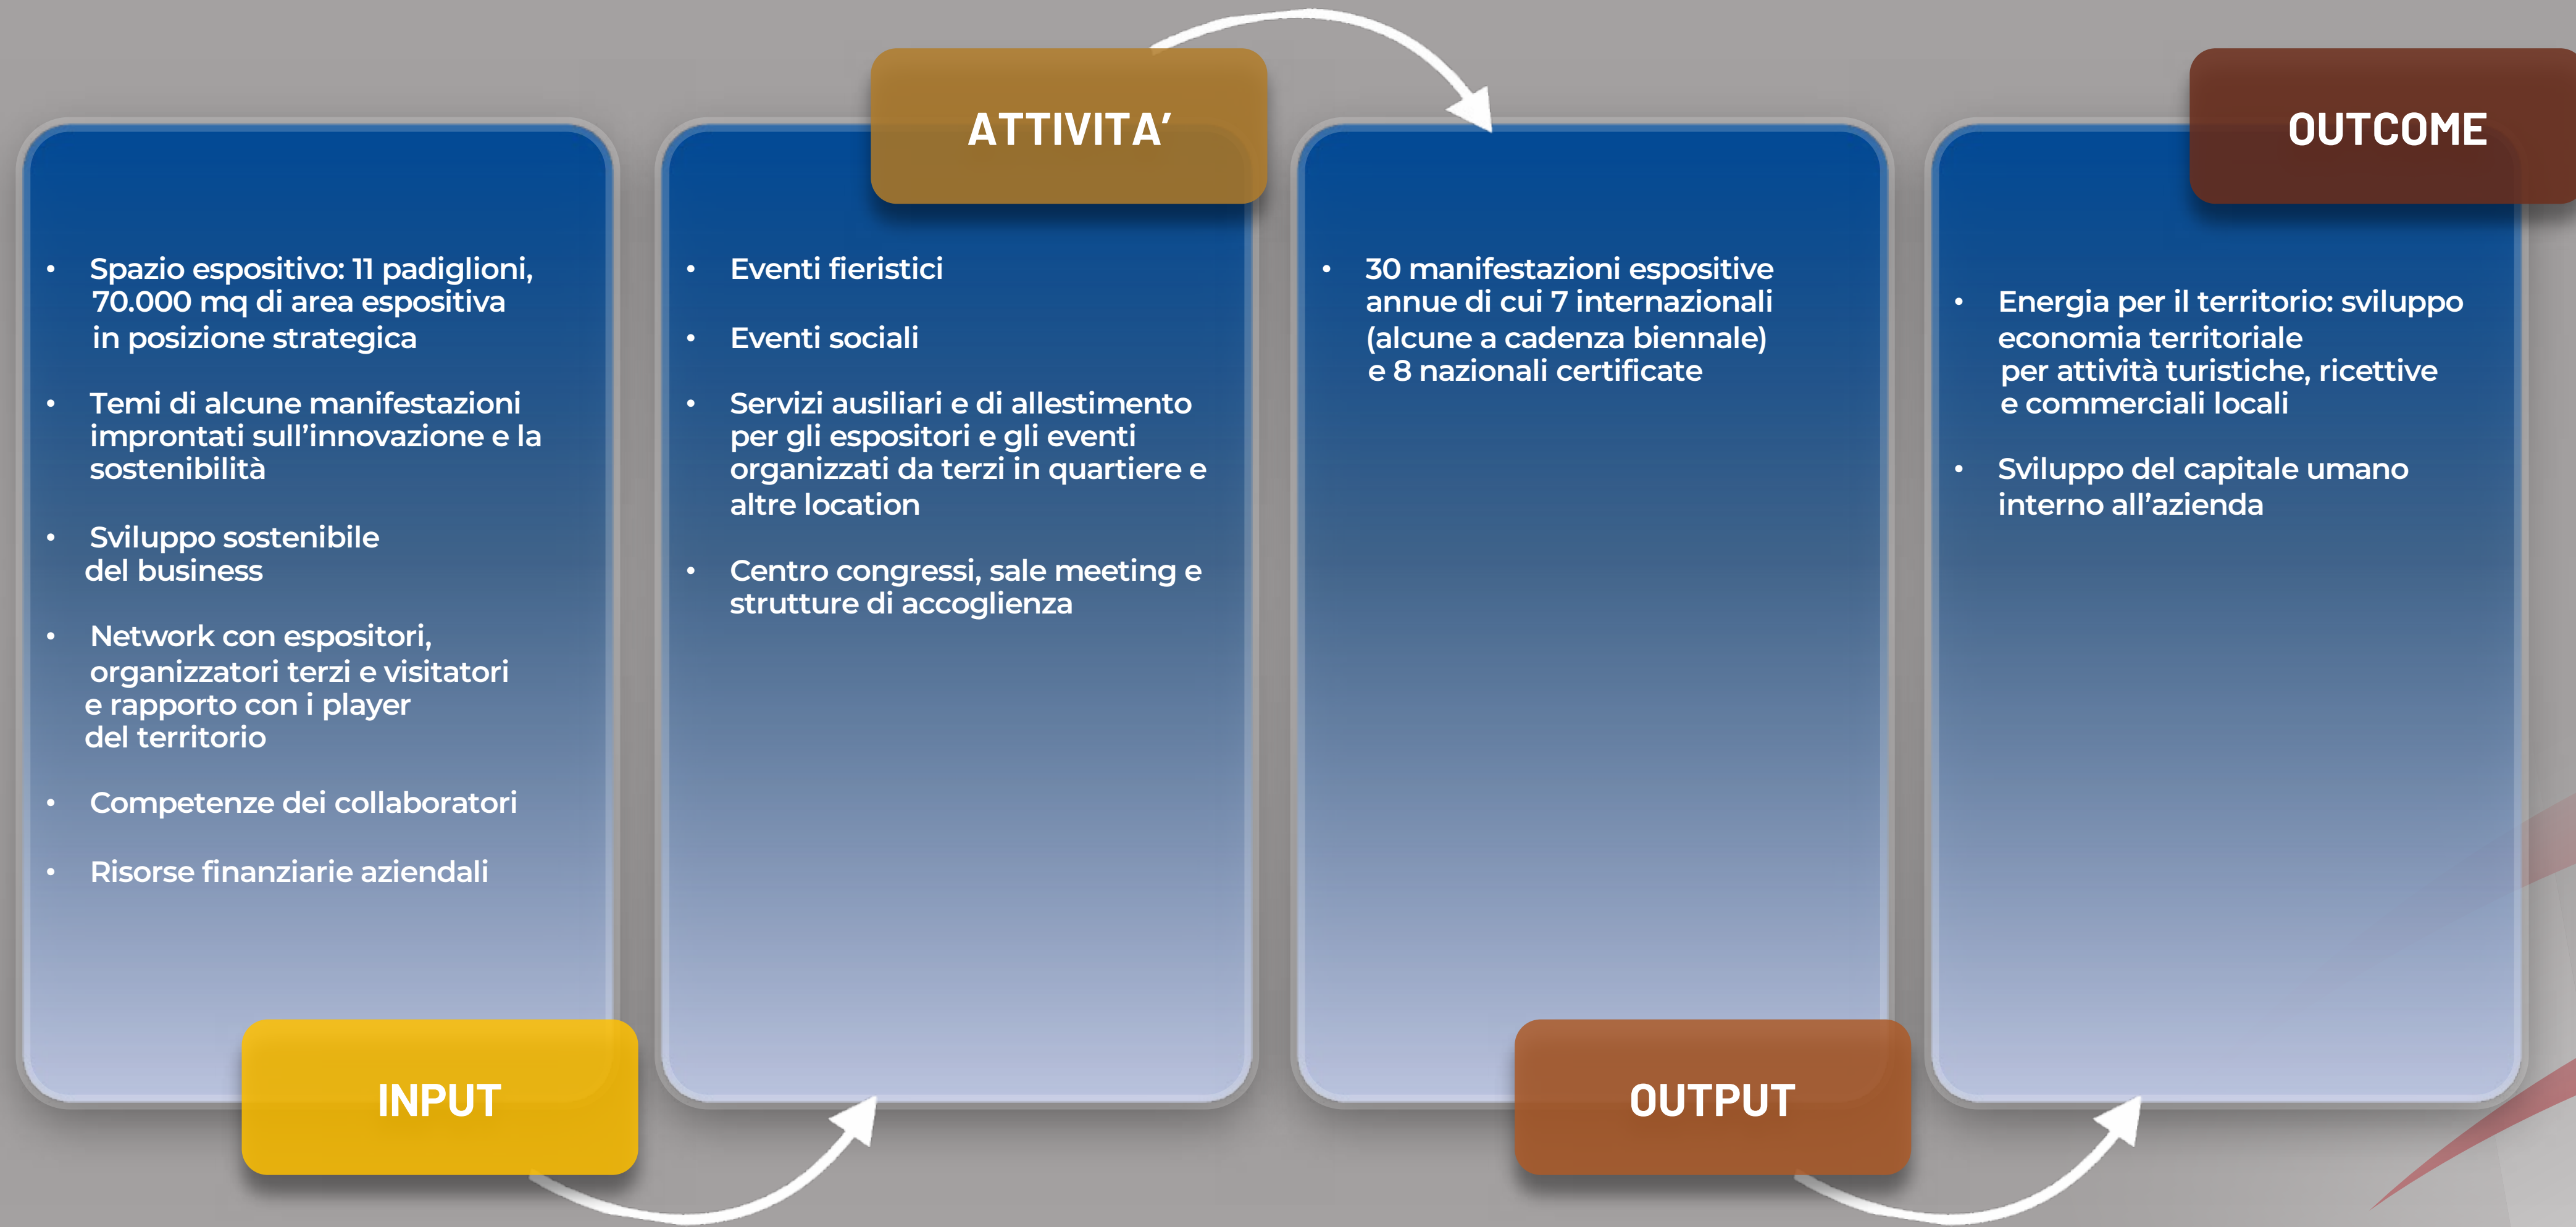 • Spazio espositivo: 11 padiglioni,
70.000 mq di area espositiva
in posizione strategica
• Temi di alcune manifestazioni
improntati sull’innovazione e la
sostenibilità
• Sviluppo sostenibile
del business
• Network con espositori,
organizzatori terzi e visitatori
e rapporto con i player
del territorio
• Competenze dei collaboratori
• Risorse finanziarie aziendali
INPUT
ATTIVITA’
• Eventi fieristici
• Eventi sociali
• Servizi ausiliari e di allestimento
per gli espositori e gli eventi
organizzati da terzi in quartiere e
altre location
• Centro congressi, sale meeting e
strutture di accoglienza
• 30 manifestazioni espositive
annue di cui 7 internazionali
(alcune a cadenza biennale)
e 8 nazionali certificate
OUTPUT
OUTCOME
• Energia per il territorio: sviluppo
economia territoriale
per attività turistiche, ricettive
e commerciali locali
• Sviluppo del capitale umano
interno all’azienda